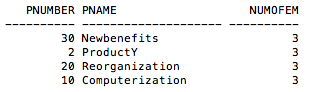 PNUMBER PNAME NUMOFEM
---------- -------------------- ----------
30 Newbenefits 3
2 ProductY 3
20 Reorganization 3
10 Computerization 3